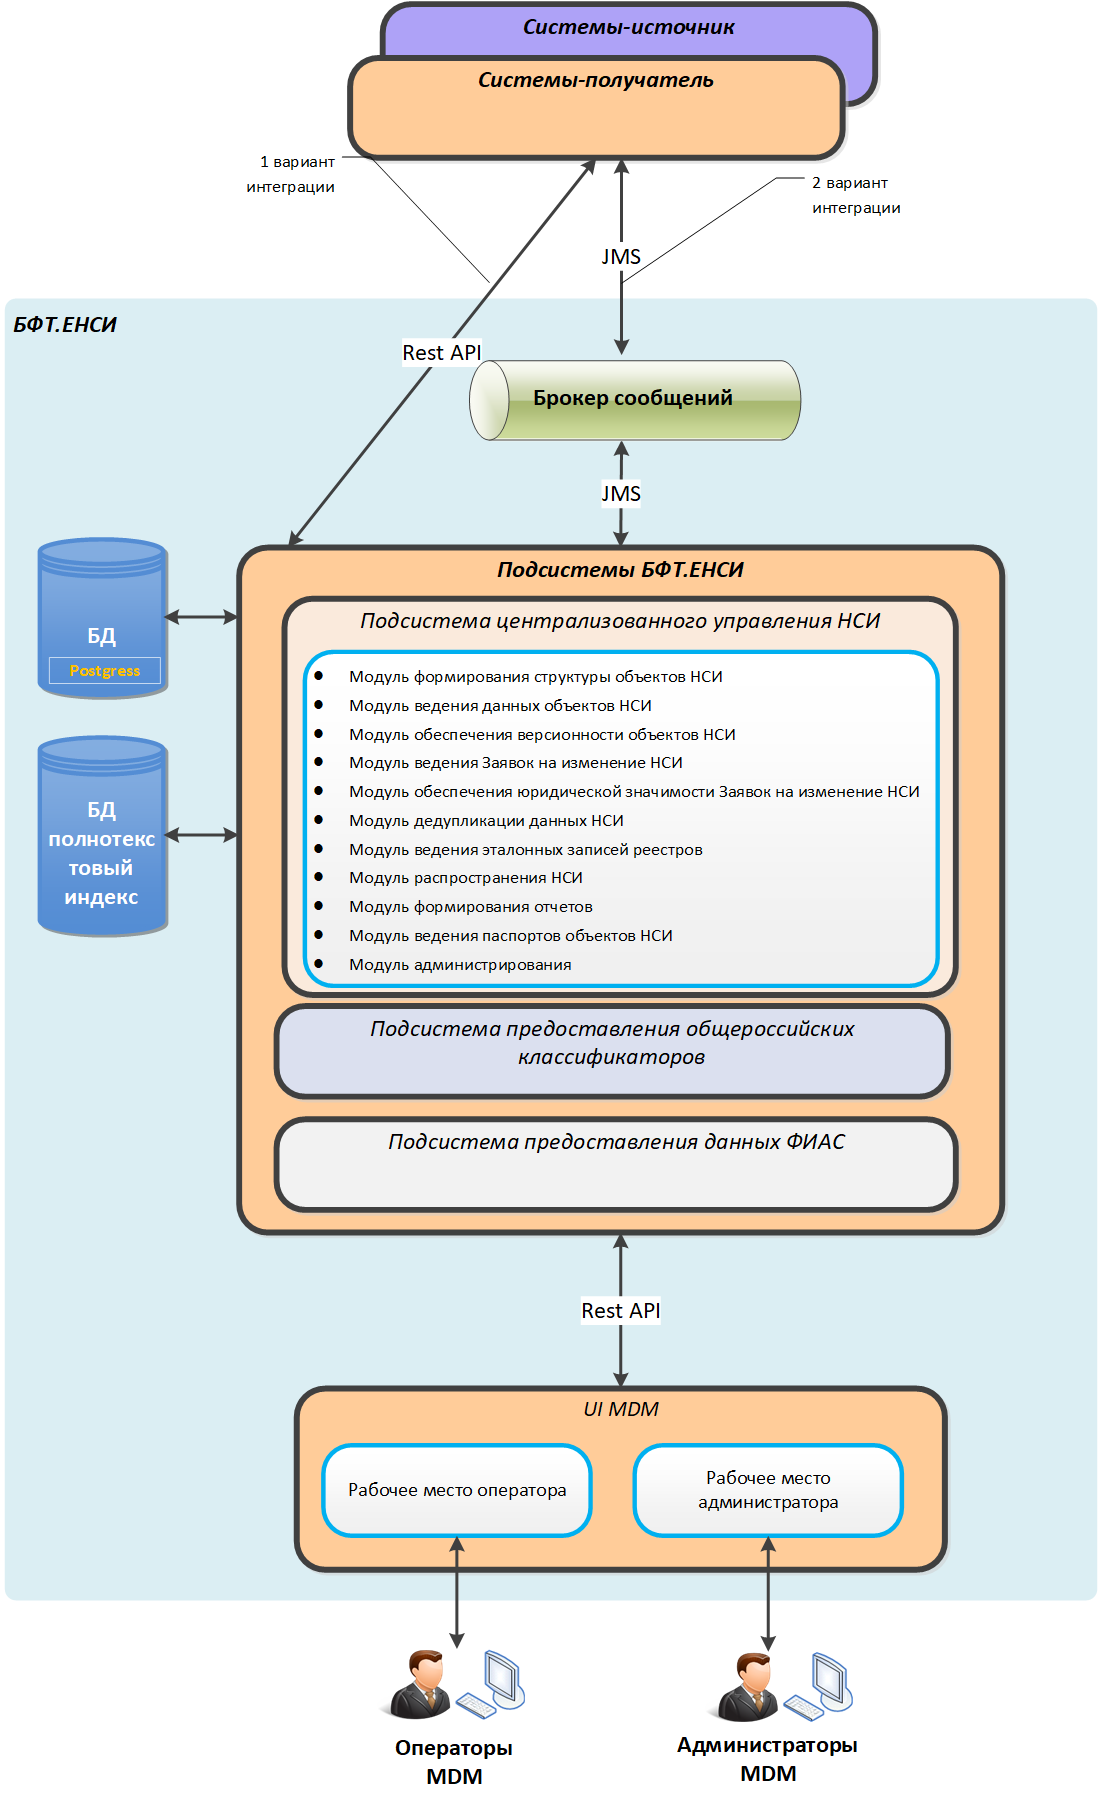 Системы-источник
Системы-получатель
1 вариант
интеграции
2 вариант
интеграции
JMS
БФТ.ЕНСИ
Rest API
Брокер сообщений
JMS
Подсистемы БФТ.ЕНСИ
Подсистема централизованного управления НСИ
● Модуль формирования структуры объектов НСИ
● Модуль ведения данных объектов НСИ
● Модуль обеспечения версионности объектов НСИ
● Модуль ведения Заявок на изменение НСИ
● Модуль обеспечения юридической значимости Заявок на изменение НСИ
● Модуль дедупликации данных НСИ
● Модуль ведения эталонных записей реестров
● Модуль распространения НСИ
● Модуль формирования отчетов
● Модуль ведения паспортов объектов НСИ
● Модуль администрирования
БД
Postgress
БД
полнотекс
товый
индекс
Подсистема предоставления общероссийских
классификаторов
Подсистема предоставления данных ФИАС
Rest API
UI MDM
Рабочее место оператора
Рабочее место
администратора
Операторы
MDM
Администраторы
MDM